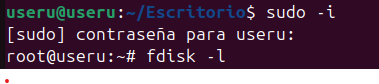 useru@useru:~/Escritorio$ sudo -i
[sudo] contraseña para useru:
root@useru:~# fdisk -l